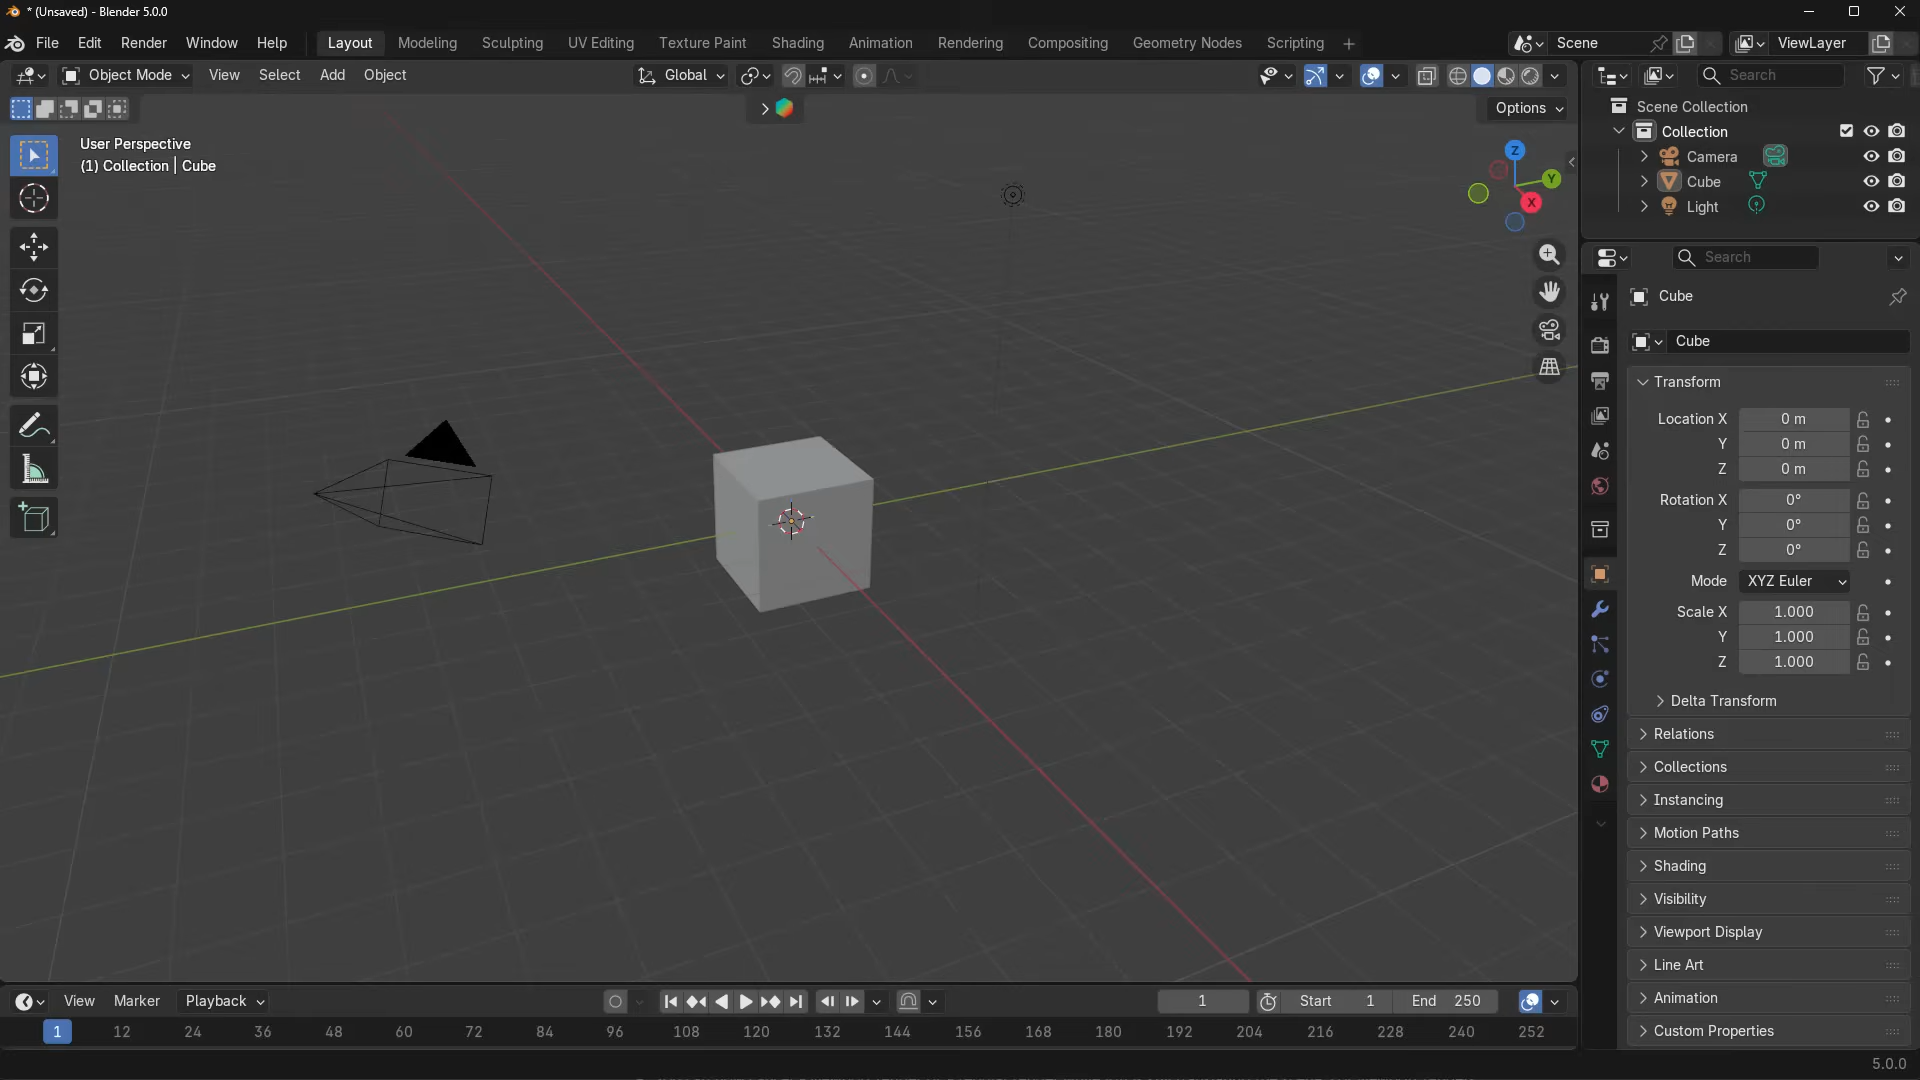 * (Unsaved) - Blender 5.0.0
File Edit Render Window Help Layout Modeling Sculpting UV Editing Texture Paint Shading Animation Rendering Compositing Geometry Nodes Scripting + Scene ViewLayer
Object Mode View Select Add Object Global Search
Options
User Perspective
(1) Collection | Cube
Z
Y
X
Scene Collection
Collection
Camera
Cube
Light
Search
Cube
Cube
Transform
Location X 0 m
Y 0 m
Z 0 m
Rotation X 0°
Y 0°
Z 0°
Mode XYZ Euler
Scale X 1.000
Y 1.000
Z 1.000
Delta Transform
Relations
Collections
Instancing
Motion Paths
Shading
Visibility
Viewport Display
Line Art
Animation
Custom Properties
View Marker Playback 1 Start 1 End 250
1 12 24 36 48 60 72 84 96 108 120 132 144 156 168 180 192 204 216 228 240 252
5.0.0